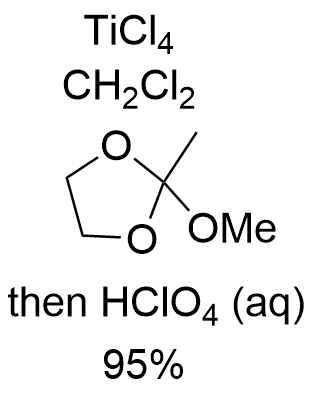 TiCl4
CH2Cl2
O
O
OMe
then HClO4 (aq)
95%